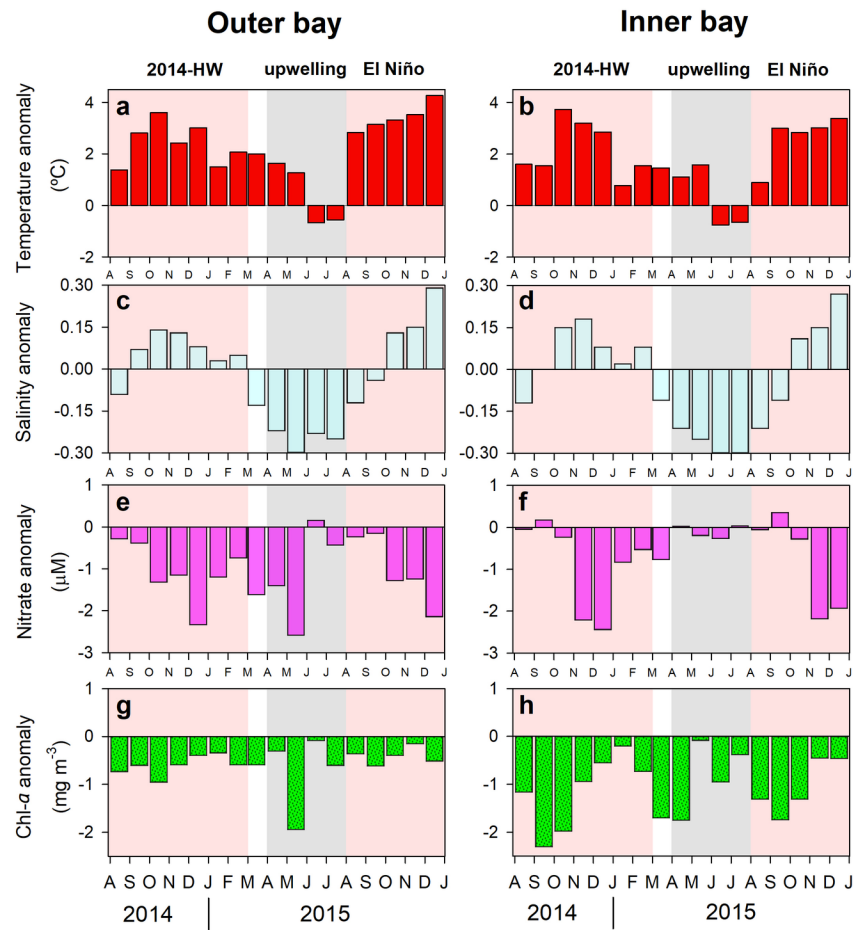 Outer bay
Inner bay
2014-HW upwelling El Niño
2014-HW upwelling El Niño
Temperature anomaly
(ºC)
a
4
2
0
-2
A S O N D J F M A M J J A S O N D J
b
4
2
0
-2
A S O N D J F M A M J J A S O N D J
Salinity anomaly
c
0.30
0.15
0.00
-0.15
-0.30
A S O N D J F M A M J J A S O N D J
d
0.30
0.15
0.00
-0.15
-0.30
A S O N D J F M A M J J A S O N D J
Nitrate anomaly
(µM)
e
1
0
-1
-2
-3
A S O N D J F M A M J J A S O N D J
f
1
0
-1
-2
-3
A S O N D J F M A M J J A S O N D J
Chl-a anomaly
(mg m-3)
g
1
0
-1
-2
A S O N D J F M A M J J A S O N D J
2014 2015
h
1
0
-1
-2
A S O N D J F M A M J J A S O N D J
2014 2015